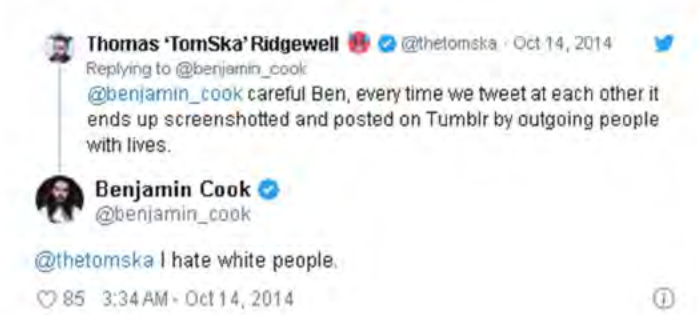 Thomas 'TomSka' Ridgewell @thetomska · Oct 14, 2014
Replying to @benjamin_cook
@benjamin_cook careful Ben, every time we tweet at each other it
ends up screenshotted and posted on Tumblr by outgoing people
with lives.
Benjamin Cook
@benjamin_cook
@thetomska I hate white people.
85 3:34 AM - Oct 14, 2014